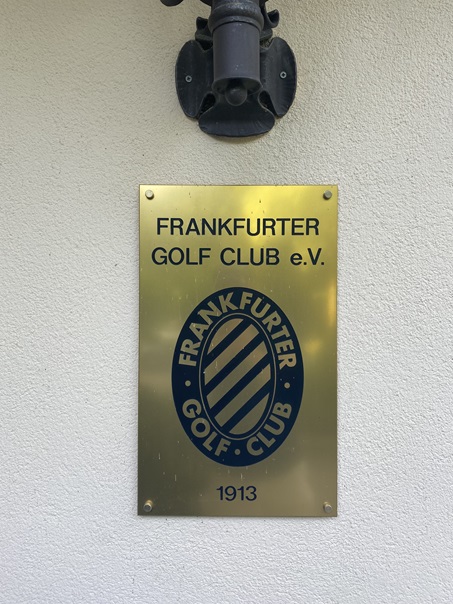 FRANKFURTER
GOLF CLUB e.V.
FRANKFURTER
· GOLF · CLUB ·
1913